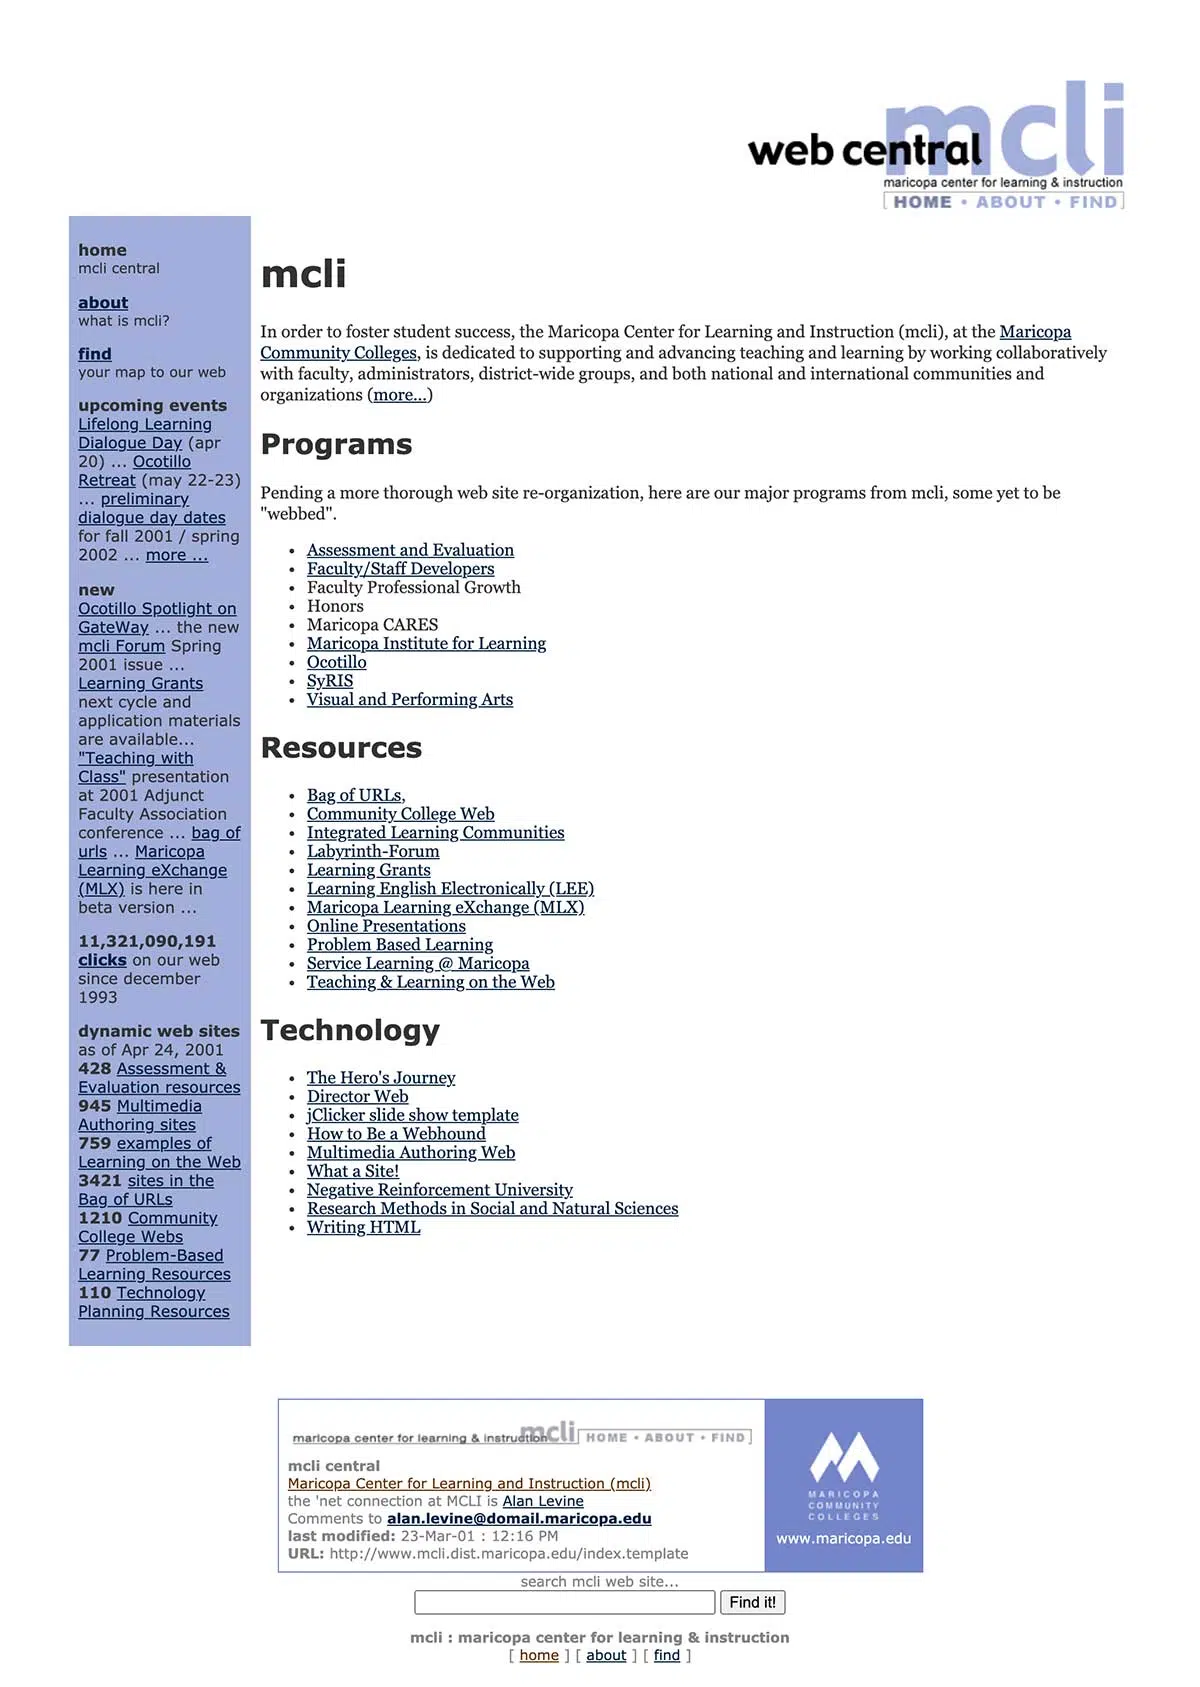 web central mcli
maricopa center for learning & instruction
[HOME • ABOUT • FIND]
home
mcli central
about
what is mcli?
find
your map to our web
upcoming events
Lifelong Learning
Dialogue Day (apr
20) ... Ocotillo
Retreat (may 22-23)
... preliminary
dialogue day dates
for fall 2001 / spring
2002 ... more ...
new
Ocotillo Spotlight on
GateWay ... the new
mcli Forum Spring
2001 issue ...
Learning Grants
next cycle and
application materials
are available...
"Teaching with
Class" presentation
at 2001 Adjunct
Faculty Association
conference ... bag of
urls ... Maricopa
Learning eXchange
(MLX) is here in
beta version ...
11,321,090,191
clicks on our web
since december
1993
dynamic web sites
as of Apr 24, 2001
428 Assessment &
Evaluation resources
945 Multimedia
Authoring sites
759 examples of
Learning on the Web
3421 sites in the
Bag of URLs
1210 Community
College Webs
77 Problem-Based
Learning Resources
110 Technology
Planning Resources
mcli
In order to foster student success, the Maricopa Center for Learning and Instruction (mcli), at the Maricopa
Community Colleges, is dedicated to supporting and advancing teaching and learning by working collaboratively
with faculty, administrators, district-wide groups, and both national and international communities and
organizations (more...)
Programs
Pending a more thorough web site re-organization, here are our major programs from mcli, some yet to be
"webbed".
• Assessment and Evaluation
• Faculty/Staff Developers
• Faculty Professional Growth
• Honors
• Maricopa CARES
• Maricopa Institute for Learning
• Ocotillo
• SyRIS
• Visual and Performing Arts
Resources
• Bag of URLs,
• Community College Web
• Integrated Learning Communities
• Labyrinth-Forum
• Learning Grants
• Learning English Electronically (LEE)
• Maricopa Learning eXchange (MLX)
• Online Presentations
• Problem Based Learning
• Service Learning @ Maricopa
• Teaching & Learning on the Web
Technology
• The Hero's Journey
• Director Web
• jClicker slide show template
• How to Be a Webhound
• Multimedia Authoring Web
• What a Site!
• Negative Reinforcement University
• Research Methods in Social and Natural Sciences
• Writing HTML
maricopa center for learning & instruction mcli [HOME • ABOUT • FIND]
mcli central
Maricopa Center for Learning and Instruction (mcli)
the 'net connection at MCLI is Alan Levine
Comments to alan.levine@domail.maricopa.edu
last modified: 23-Mar-01 : 12:16 PM
URL: http://www.mcli.dist.maricopa.edu/index.template
MARICOPA
COMMUNITY
COLLEGES
www.maricopa.edu
search mcli web site...
Find it!
mcli : maricopa center for learning & instruction
[ home ] [ about ] [ find ]